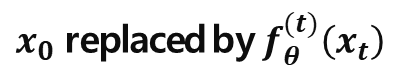 x₀ replaced by f_θ^{(t)}(x_t)